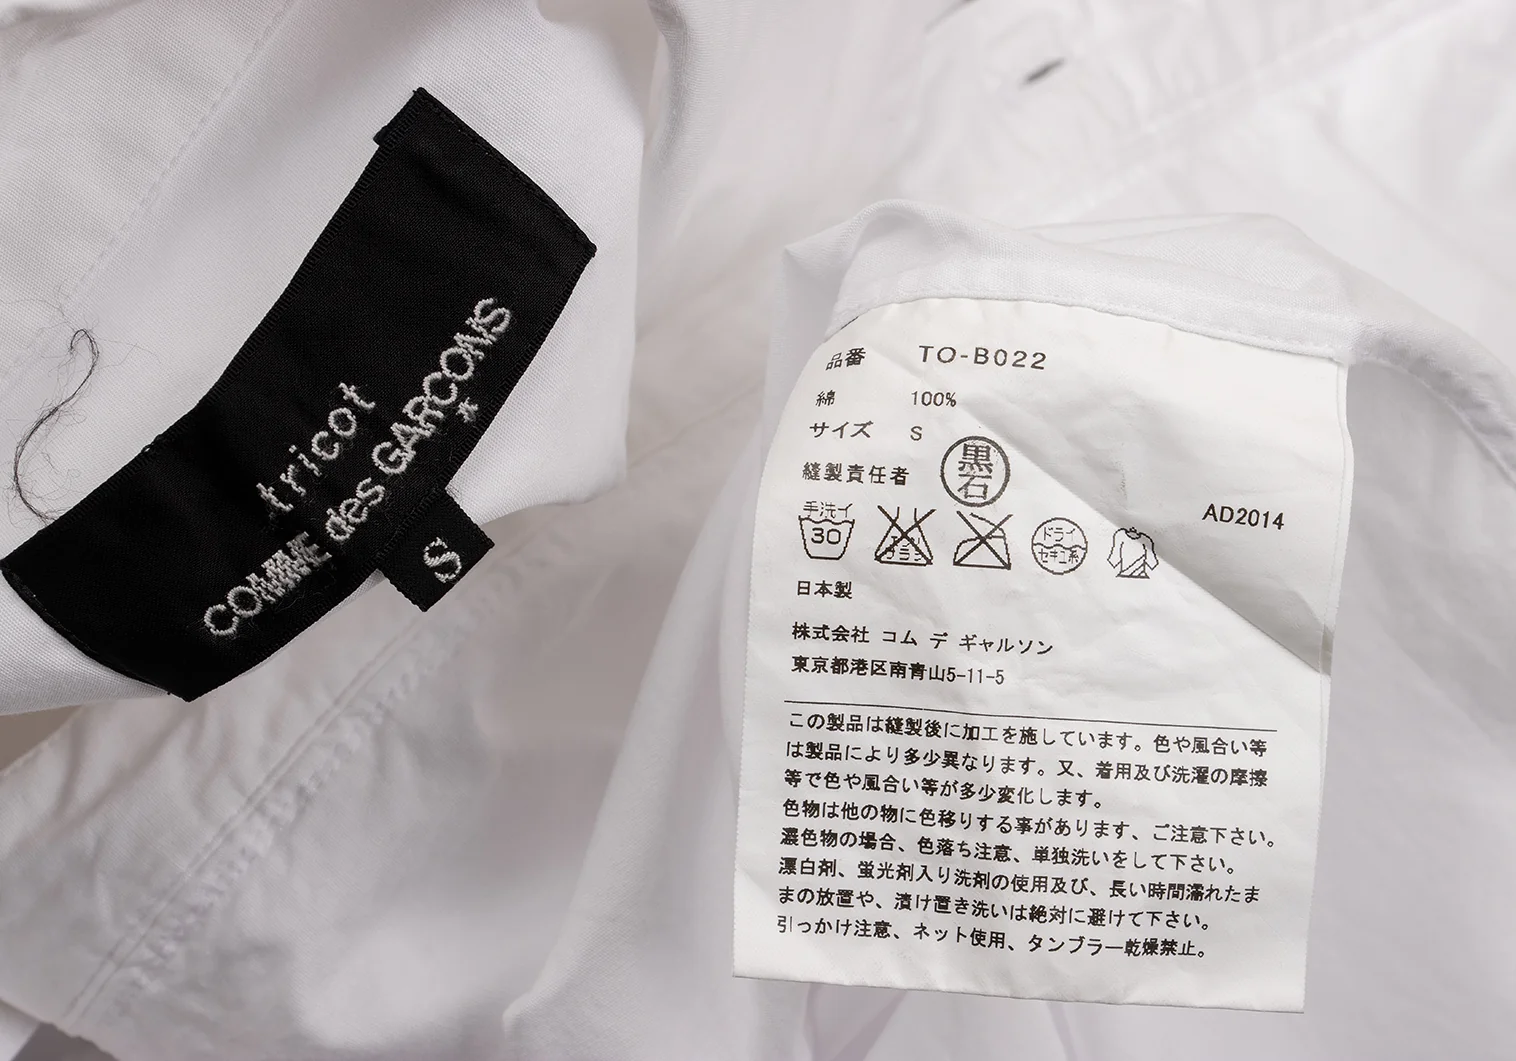 tricot
COMME des GARÇONS
*
S
品番 TO-B022
綿 100%
サイズ S
縫製責任者 黒石
AD2014
手洗イ
30
エンソ
サラシ
ドライ
セキユ系
日本製
株式会社 コム デ ギャルソン
東京都港区南青山5-11-5
この製品は縫製後に加工を施しています。色や風合い等
は製品により多少異なります。又、着用及び洗濯の摩擦
等で色や風合い等が多少変化します。
色物は他の物に色移りする事があります、ご注意下さい。
濃色物の場合、色落ち注意、単独洗いをして下さい。
漂白剤、蛍光剤入り洗剤の使用及び、長い時間濡れたま
まの放置や、漬け置き洗いは絶対に避けて下さい。
引っかけ注意、ネット使用、タンブラー乾燥禁止。